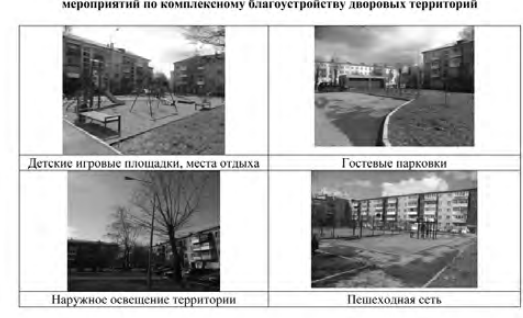 мероприятий по комплексному благоустройству дворовых территорий
Детские игровые площадки, места отдыха
Гостевые парковки
Наружное освещение территории
Пешеходная сеть